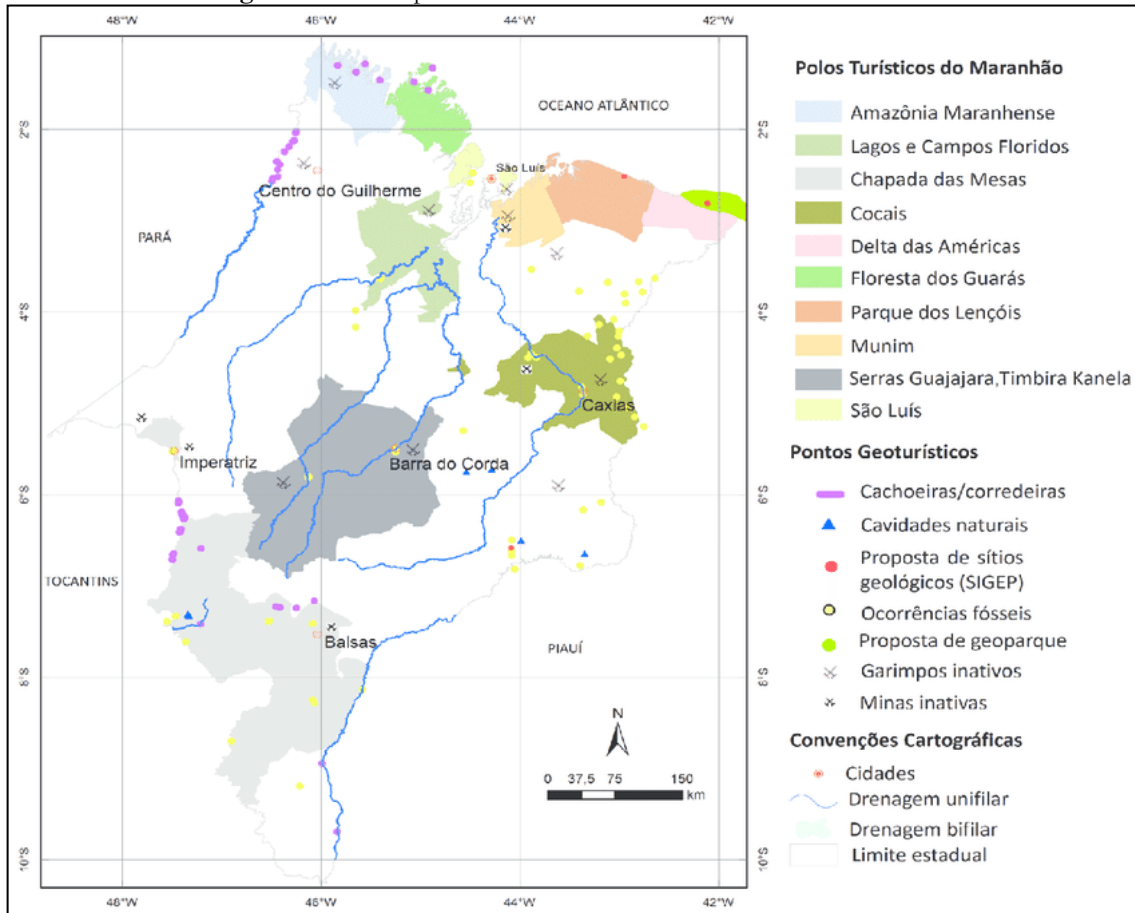 48°W 46°W 44°W 42°W
OCEANO ATLÂNTICO
2°S 2°S
São Luís
Centro do Guilherme
PARÁ
4°S 4°S
Caxias
Imperatriz
Barra do Corda
6°S 6°S
TOCANTINS
Balsas
PIAUÍ
8°S 8°S
N
0 37,5 75 150
km
10°S 10°S
48°W 46°W 44°W 42°W
Polos Turísticos do Maranhão
Amazônia Maranhense
Lagos e Campos Floridos
Chapada das Mesas
Cocais
Delta das Américas
Floresta dos Guarás
Parque dos Lençóis
Munim
Serras Guajajara,Timbira Kanela
São Luís
Pontos Geoturísticos
Cachoeiras/corredeiras
Cavidades naturais
Proposta de sítios
geológicos (SIGEP)
Ocorrências fósseis
Proposta de geoparque
Garimpos inativos
Minas inativas
Convenções Cartográficas
Cidades
Drenagem unifilar
Drenagem bifilar
Limite estadual